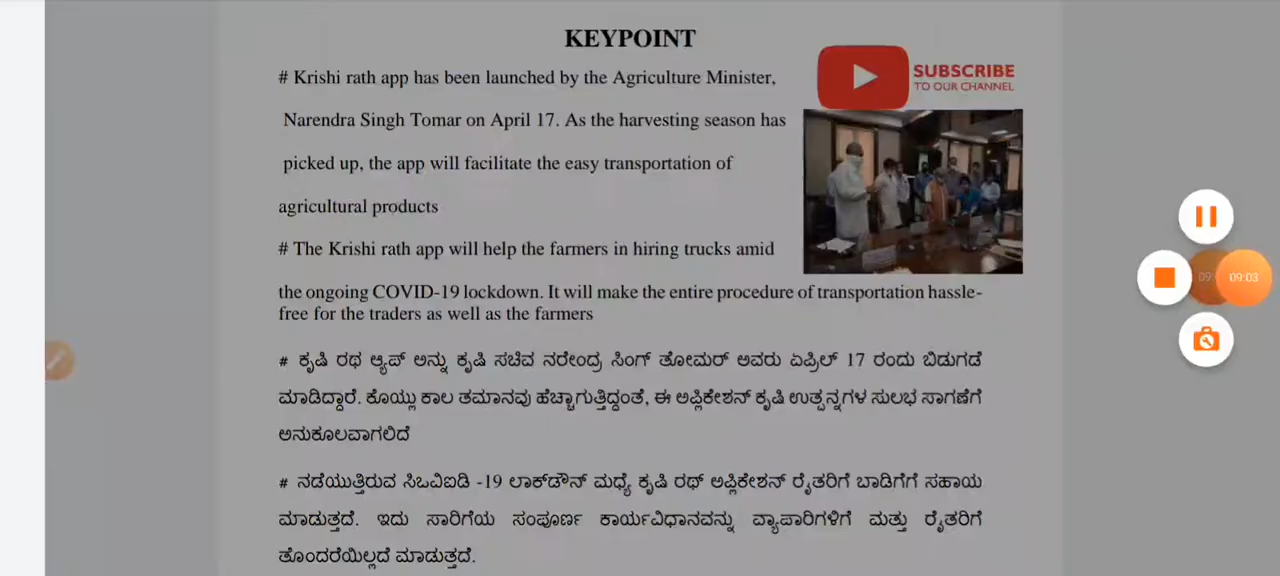 KEYPOINT
SUBSCRIBE
TO OUR CHANNEL
# Krishi rath app has been launched by the Agriculture Minister,
Narendra Singh Tomar on April 17. As the harvesting season has
picked up, the app will facilitate the easy transportation of
agricultural products
# The Krishi rath app will help the farmers in hiring trucks amid
the ongoing COVID-19 lockdown. It will make the entire procedure of transportation hassle-
free for the traders as well as the farmers
# ಕೃಷಿ ರಥ ಆ್ಯಪ್ ಅನ್ನು ಕೃಷಿ ಸಚಿವ ನರೇಂದ್ರ ಸಿಂಗ್ ತೋಮರ್ ಅವರು ಏಪ್ರಿಲ್ 17 ರಂದು ಬಿಡುಗಡೆ
ಮಾಡಿದ್ದಾರೆ. ಕೊಯ್ಲು ಕಾಲ ತಮಾನವು ಹೆಚ್ಚಾಗುತ್ತಿದ್ದಂತೆ, ಈ ಅಪ್ಲಿಕೇಶನ್ ಕೃಷಿ ಉತ್ಪನ್ನಗಳ ಸುಲಭ ಸಾಗಣೆಗೆ
ಅನುಕೂಲವಾಗಲಿದೆ
# ನಡೆಯುತ್ತಿರುವ ಸಿಒವಿಐಡಿ -19 ಲಾಕ್‌ಡೌನ್ ಮಧ್ಯೆ ಕೃಷಿ ರಥ್ ಅಪ್ಲಿಕೇಶನ್ ರೈತರಿಗೆ ಬಾಡಿಗೆಗೆ ಸಹಾಯ
ಮಾಡುತ್ತದೆ. ಇದು ಸಾರಿಗೆಯ ಸಂಪೂರ್ಣ ಕಾರ್ಯವಿಧಾನವನ್ನು ವ್ಯಾಪಾರಿಗಳಿಗೆ ಮತ್ತು ರೈತರಿಗೆ
ತೊಂದರೆಯಿಲ್ಲದೆ ಮಾಡುತ್ತದೆ.
09:03